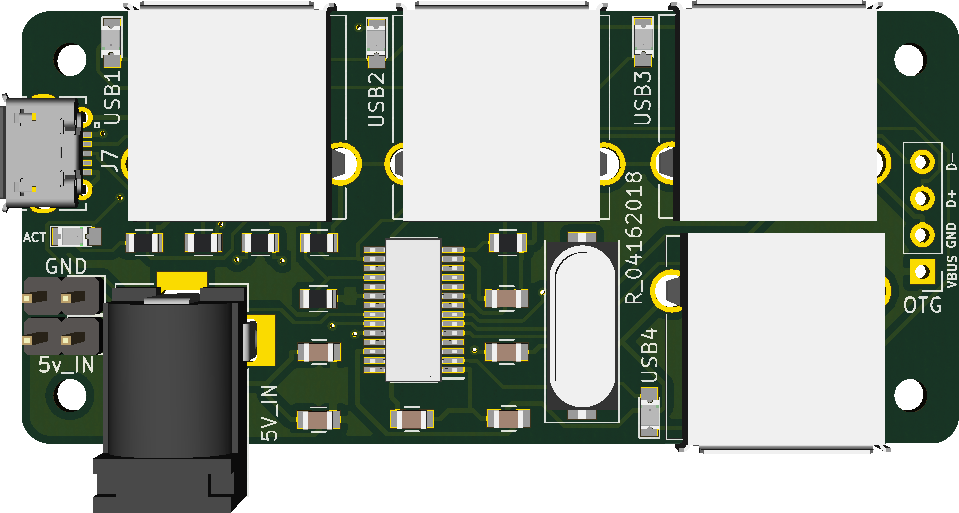 USB1
USB2
USB3
J7
ACT
GND
5v_IN
5V_IN
R_04162018
USB4
D-
D+
GND
VBUS
OTG